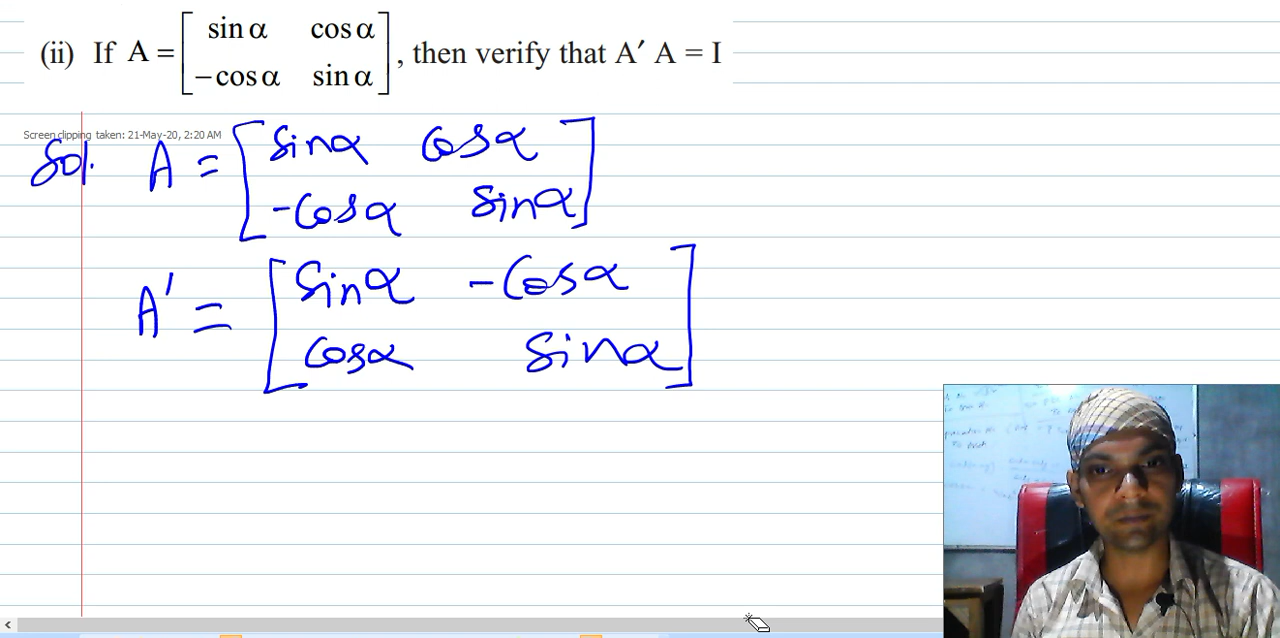 (ii) If A = [ sin α cos α
−cos α sin α ] , then verify that A′ A = I
Screen clipping taken: 21-May-20, 2:20 AM
Sol. A = [ sinα cosα
-cosα sinα ]
A' = [ sinα -cosα
cosα sinα ]